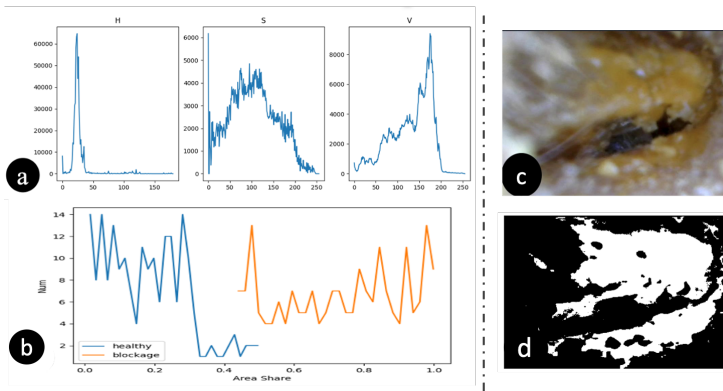 H S V
60000 50000 40000 30000 20000 10000 0
6000 5000 4000 3000 2000 1000 0
8000 6000 4000 2000 0
0 50 100 150 0 50 100 150 200 250 0 50 100 150 200 250
a
c
14
12
10
8
6
4
2
Num
healthy
blockage
0.0 0.2 0.4 0.6 0.8 1.0
Area Share
b
d